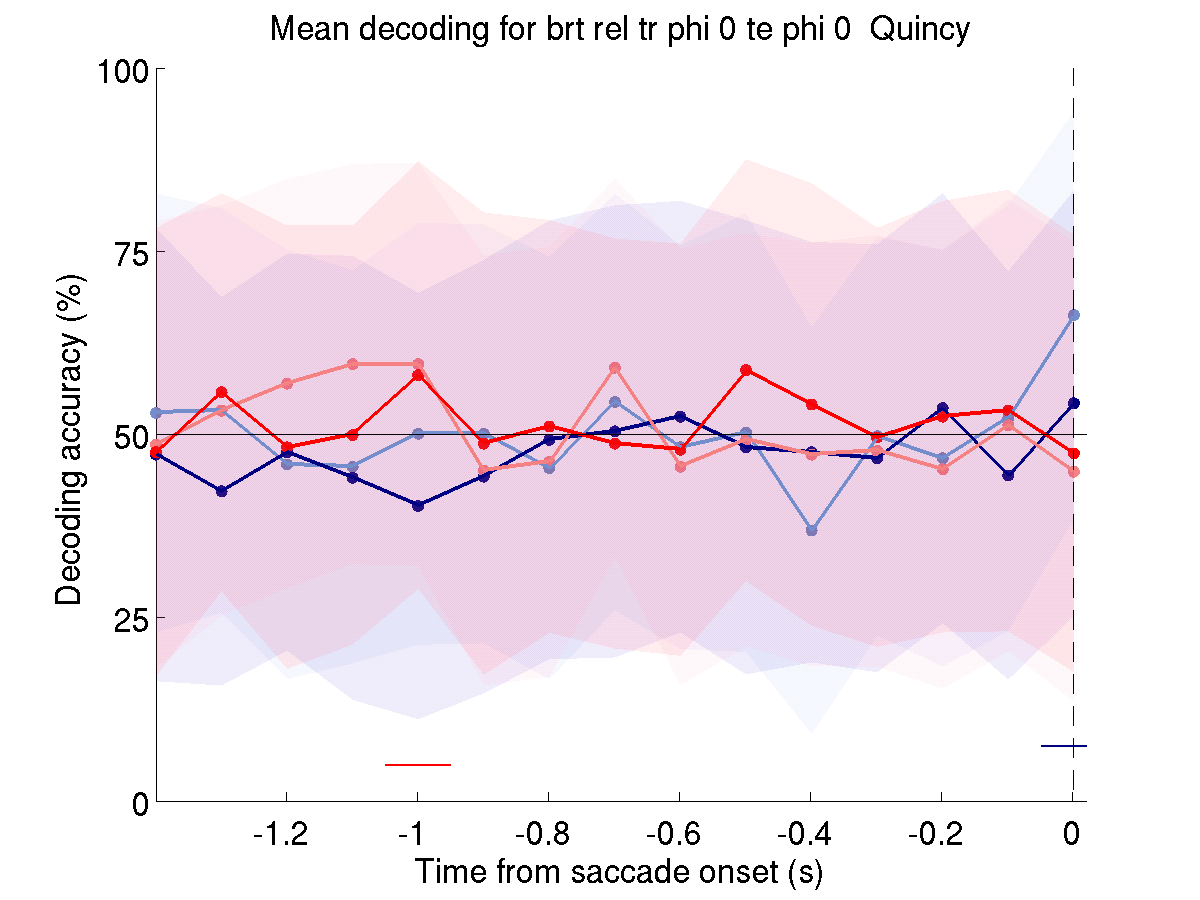 Mean decoding for brt rel tr phi 0 te phi 0  Quincy
100
75
50
25
0
Decoding accuracy (%)
-1.2 -1 -0.8 -0.6 -0.4 -0.2 0
Time from saccade onset (s)